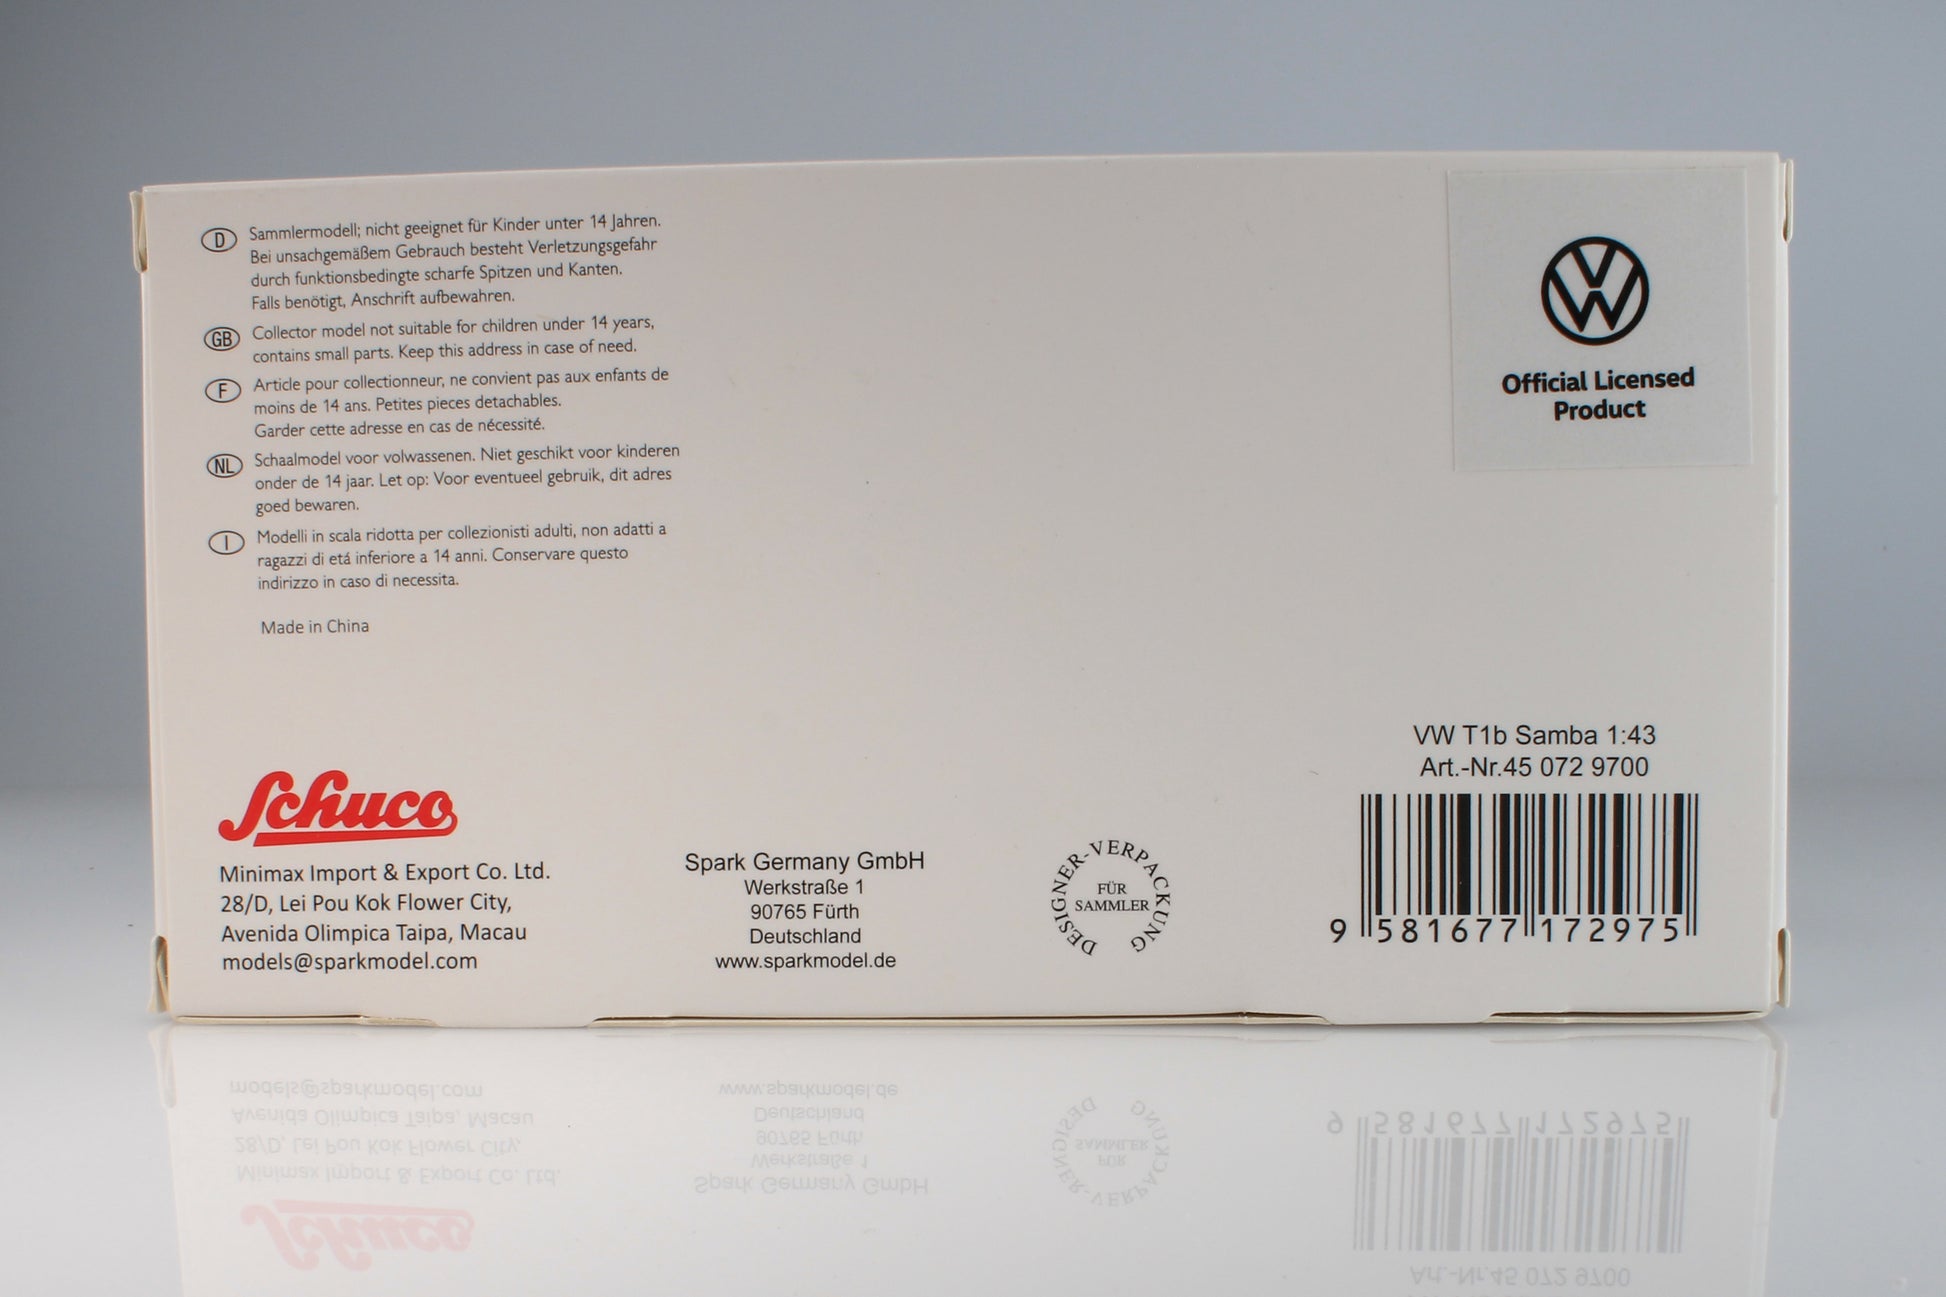 D
Sammlermodell; nicht geeignet für Kinder unter 14 Jahren.
Bei unsachgemäßem Gebrauch besteht Verletzungsgefahr
durch funktionsbedingte scharfe Spitzen und Kanten.
Falls benötigt, Anschrift aufbewahren.
GB
Collector model not suitable for children under 14 years,
contains small parts. Keep this address in case of need.
F
Article pour collectionneur, ne convient pas aux enfants de
moins de 14 ans. Petites pieces detachables.
Garder cette adresse en cas de nécessité.
NL
Schaalmodel voor volwassenen. Niet geschikt voor kinderen
onder de 14 jaar. Let op: Voor eventueel gebruik, dit adres
goed bewaren.
I
Modelli in scala ridotta per collezionisti adulti, non adatti a
ragazzi di etá inferiore a 14 anni. Conservare questo
indirizzo in caso di necessita.
Made in China
VW
Official Licensed
Product
Schuco
Minimax Import & Export Co. Ltd.
28/D, Lei Pou Kok Flower City,
Avenida Olimpica Taipa, Macau
models@sparkmodel.com
Spark Germany GmbH
Werkstraße 1
90765 Fürth
Deutschland
www.sparkmodel.de
DESIGNER-VERPACKUNG
FÜR
SAMMLER
VW T1b Samba 1:43
Art.-Nr.45 072 9700
9 581677 172975